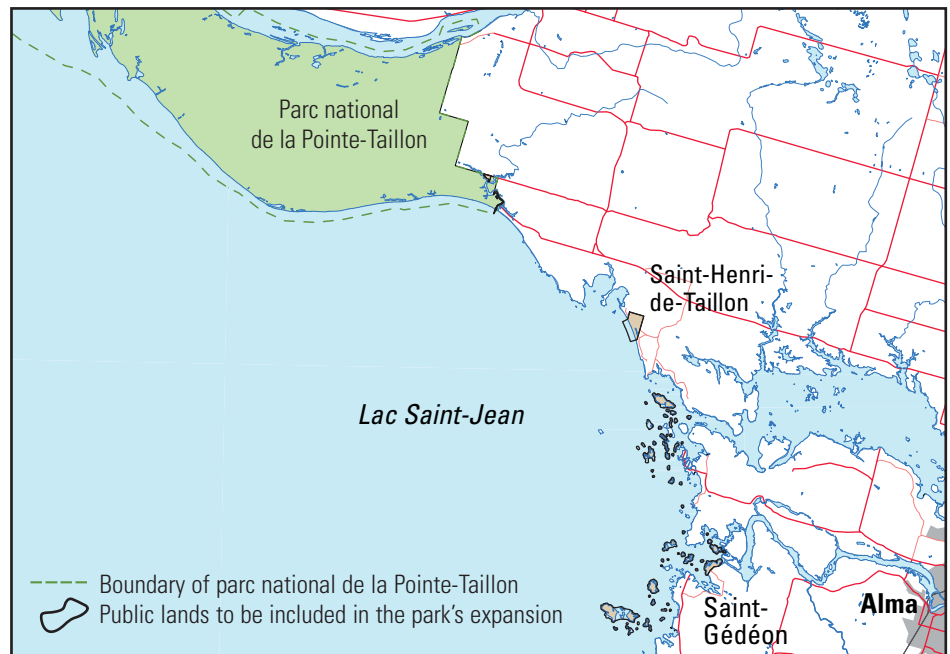 Parc national
de la Pointe-Taillon
Saint-Henri-
de-Taillon
Lac Saint-Jean
Boundary of parc national de la Pointe-Taillon
Public lands to be included in the park's expansion
Saint-
Gédéon
Alma